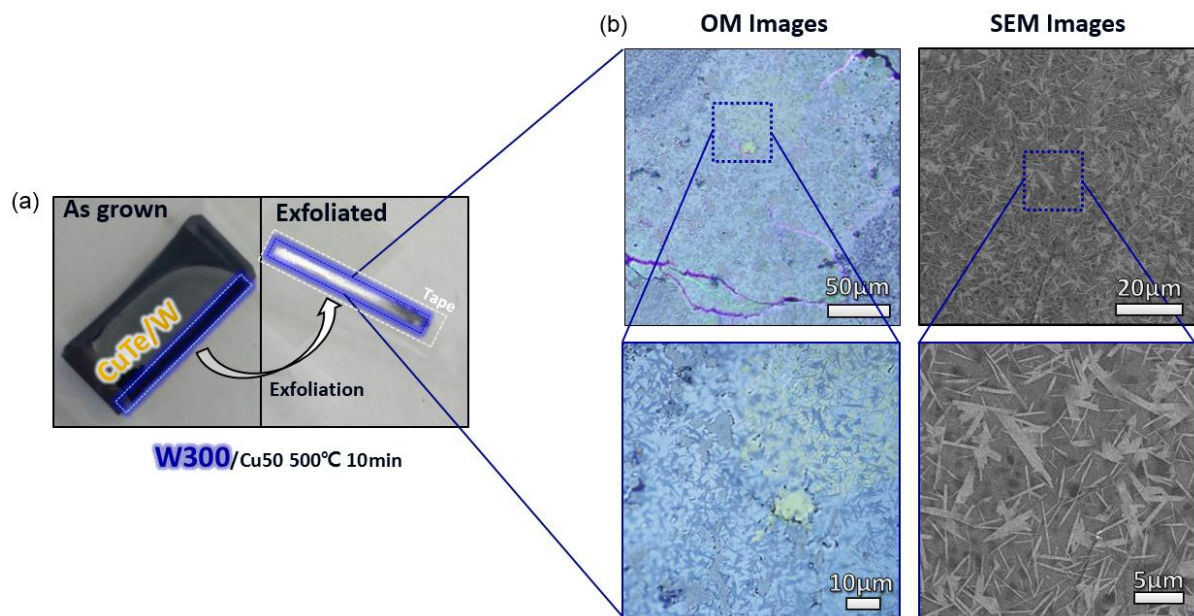 (a)
As grown
Exfoliated
CuTe/W
Tape
Exfoliation
W300/Cu50 500℃ 10min
(b)
OM Images
SEM Images
50μm
20μm
10μm
5μm